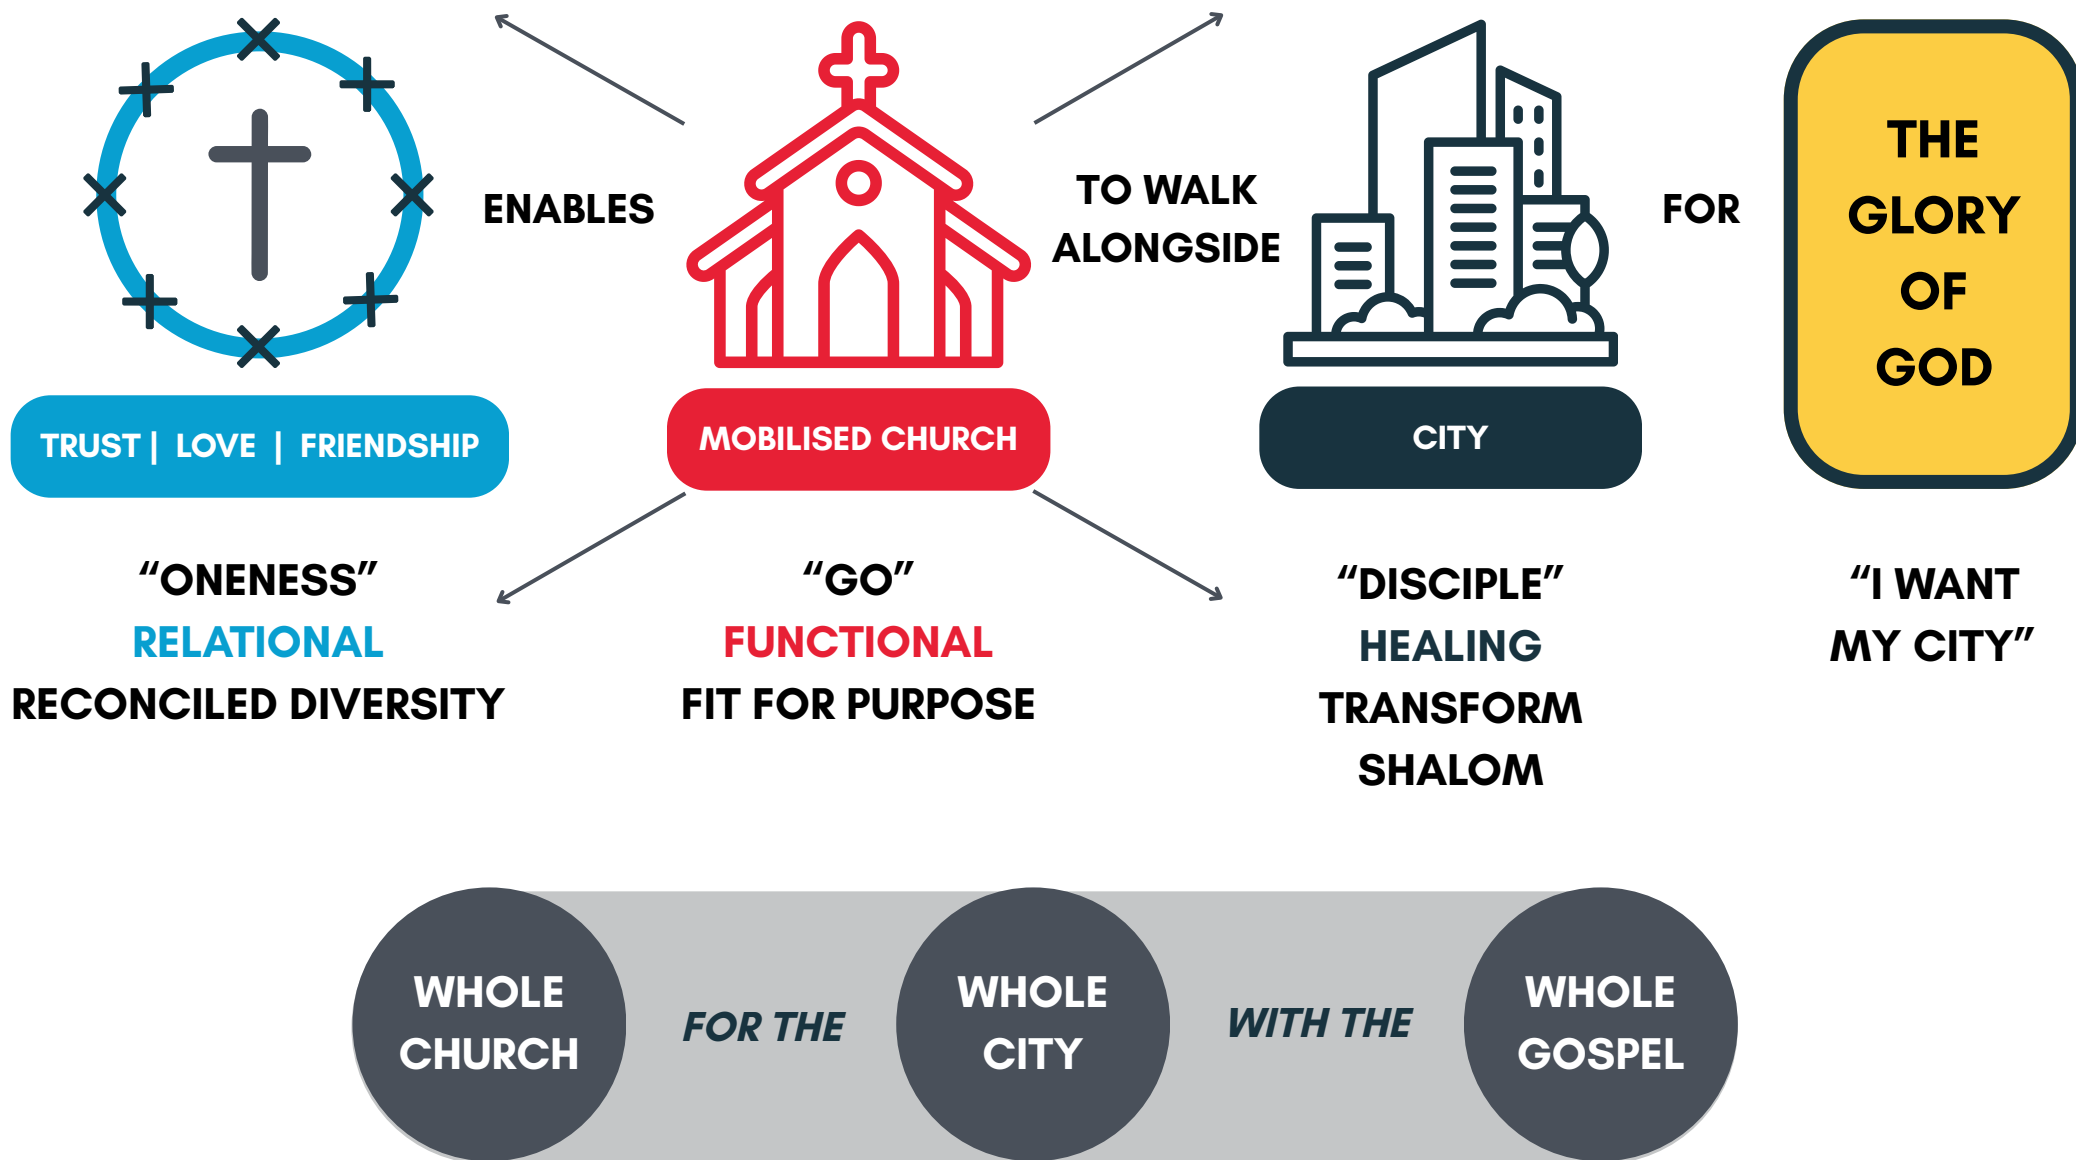 ENABLES
TO WALK
ALONGSIDE
FOR
THE
GLORY
OF
GOD
TRUST | LOVE | FRIENDSHIP
MOBILISED CHURCH
CITY
“ONENESS”
RELATIONAL
RECONCILED DIVERSITY
“GO”
FUNCTIONAL
FIT FOR PURPOSE
“DISCIPLE”
HEALING
TRANSFORM
SHALOM
“I WANT
MY CITY”
WHOLE
CHURCH
FOR THE
WHOLE
CITY
WITH THE
WHOLE
GOSPEL